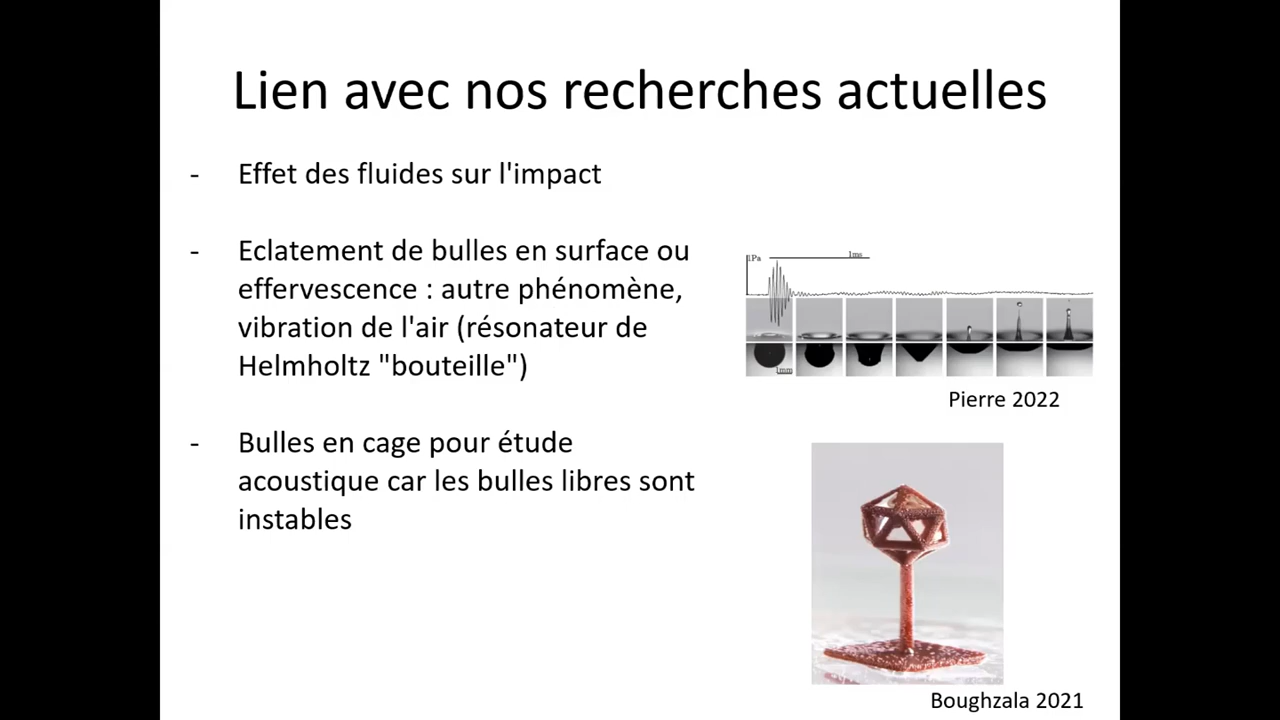 Lien avec nos recherches actuelles
- Effet des fluides sur l'impact
- Eclatement de bulles en surface ou
effervescence : autre phénomène,
vibration de l'air (résonateur de
Helmholtz "bouteille")
1Pa
1ms
1mm
Pierre 2022
- Bulles en cage pour étude
acoustique car les bulles libres sont
instables
Boughzala 2021